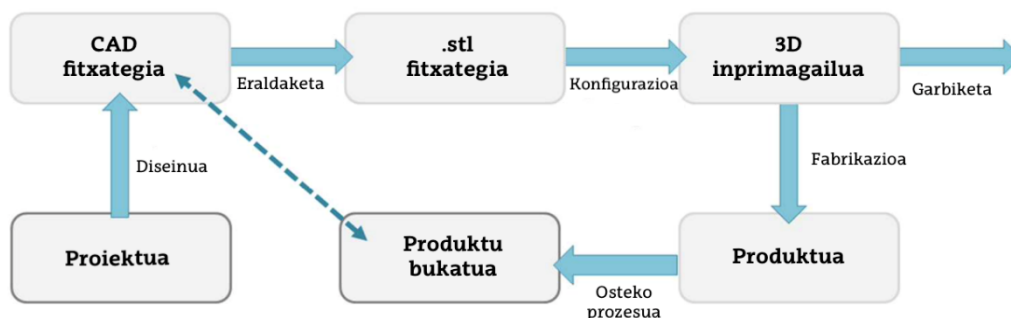 CAD
fitxategia
Eraldaketa
.stl
fitxategia
Konfigurazioa
3D
inprimagailua
Garbiketa
Diseinua
Fabrikazioa
Proiektua
Produktu
bukatua
Osteko
prozesua
Produktua